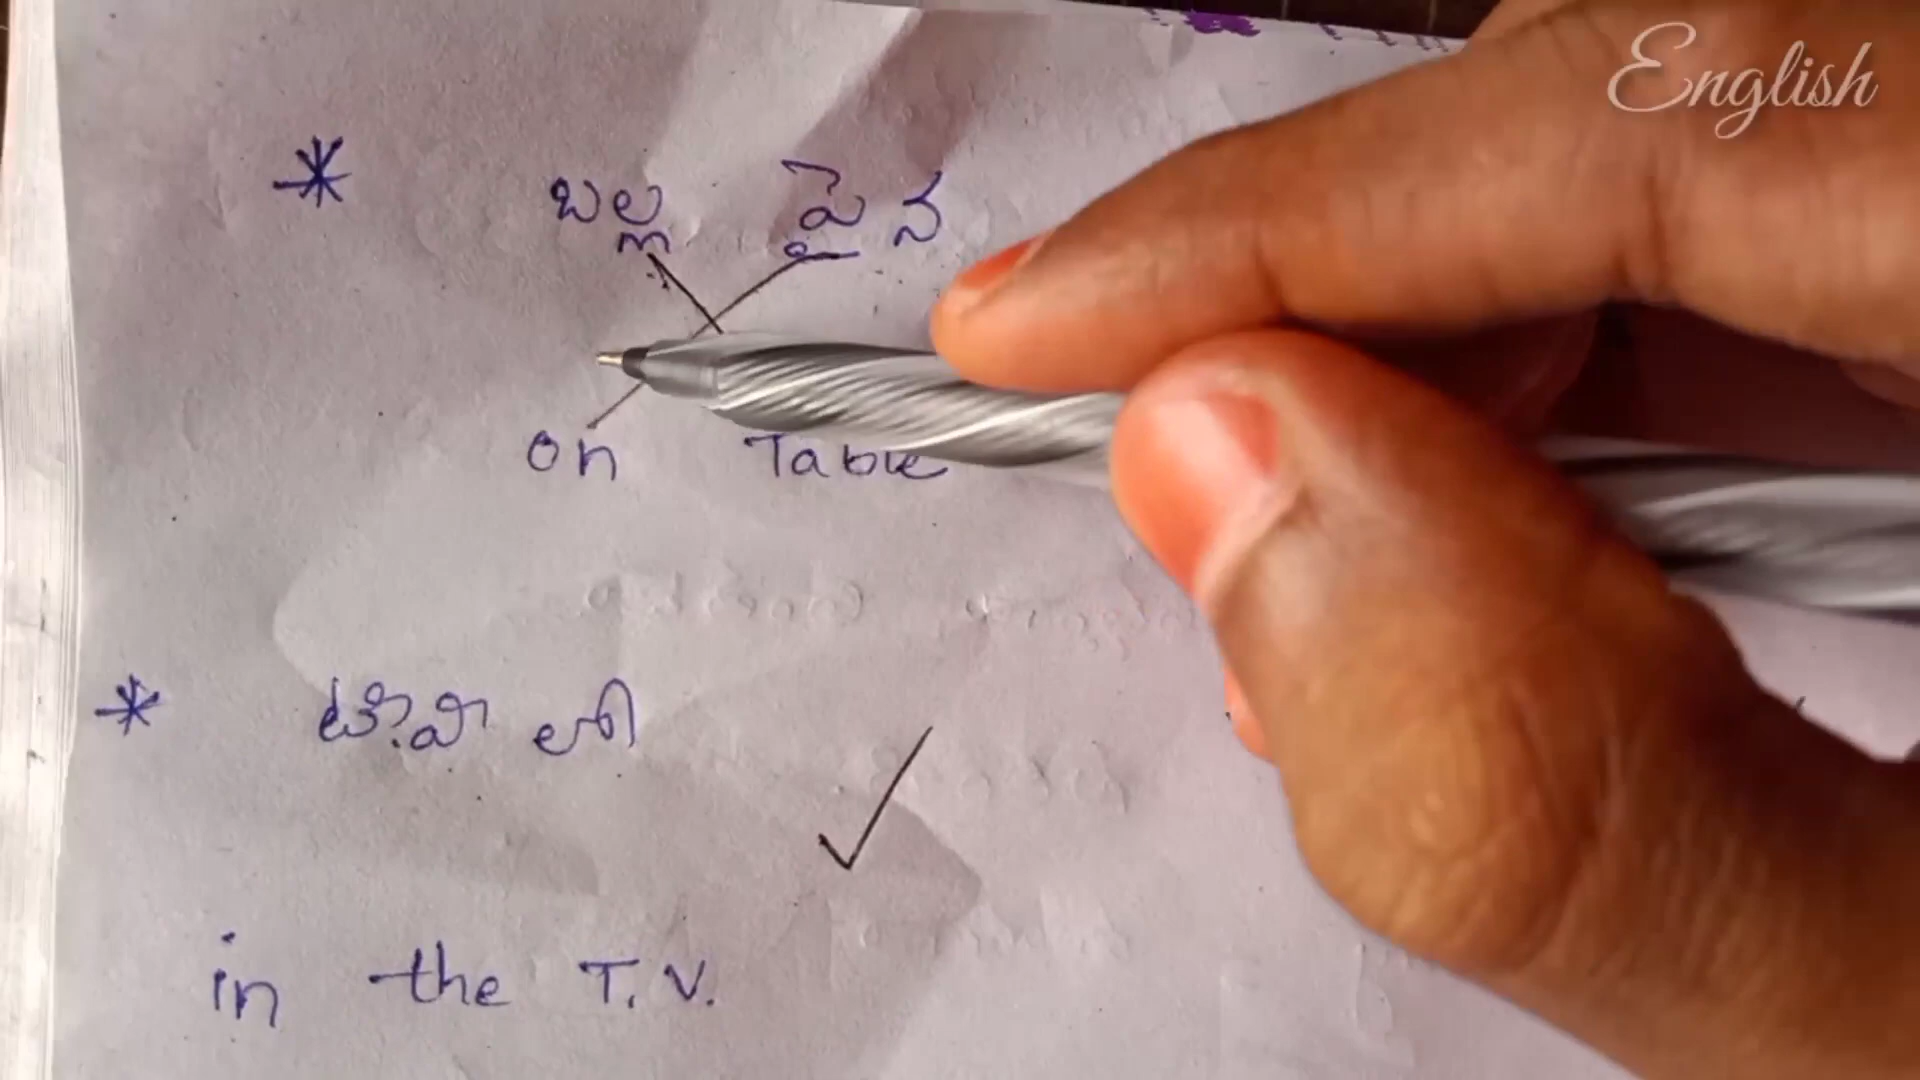 English
* బల్ల పైన
on Table
* టీ.వీ లో
in the T.V.